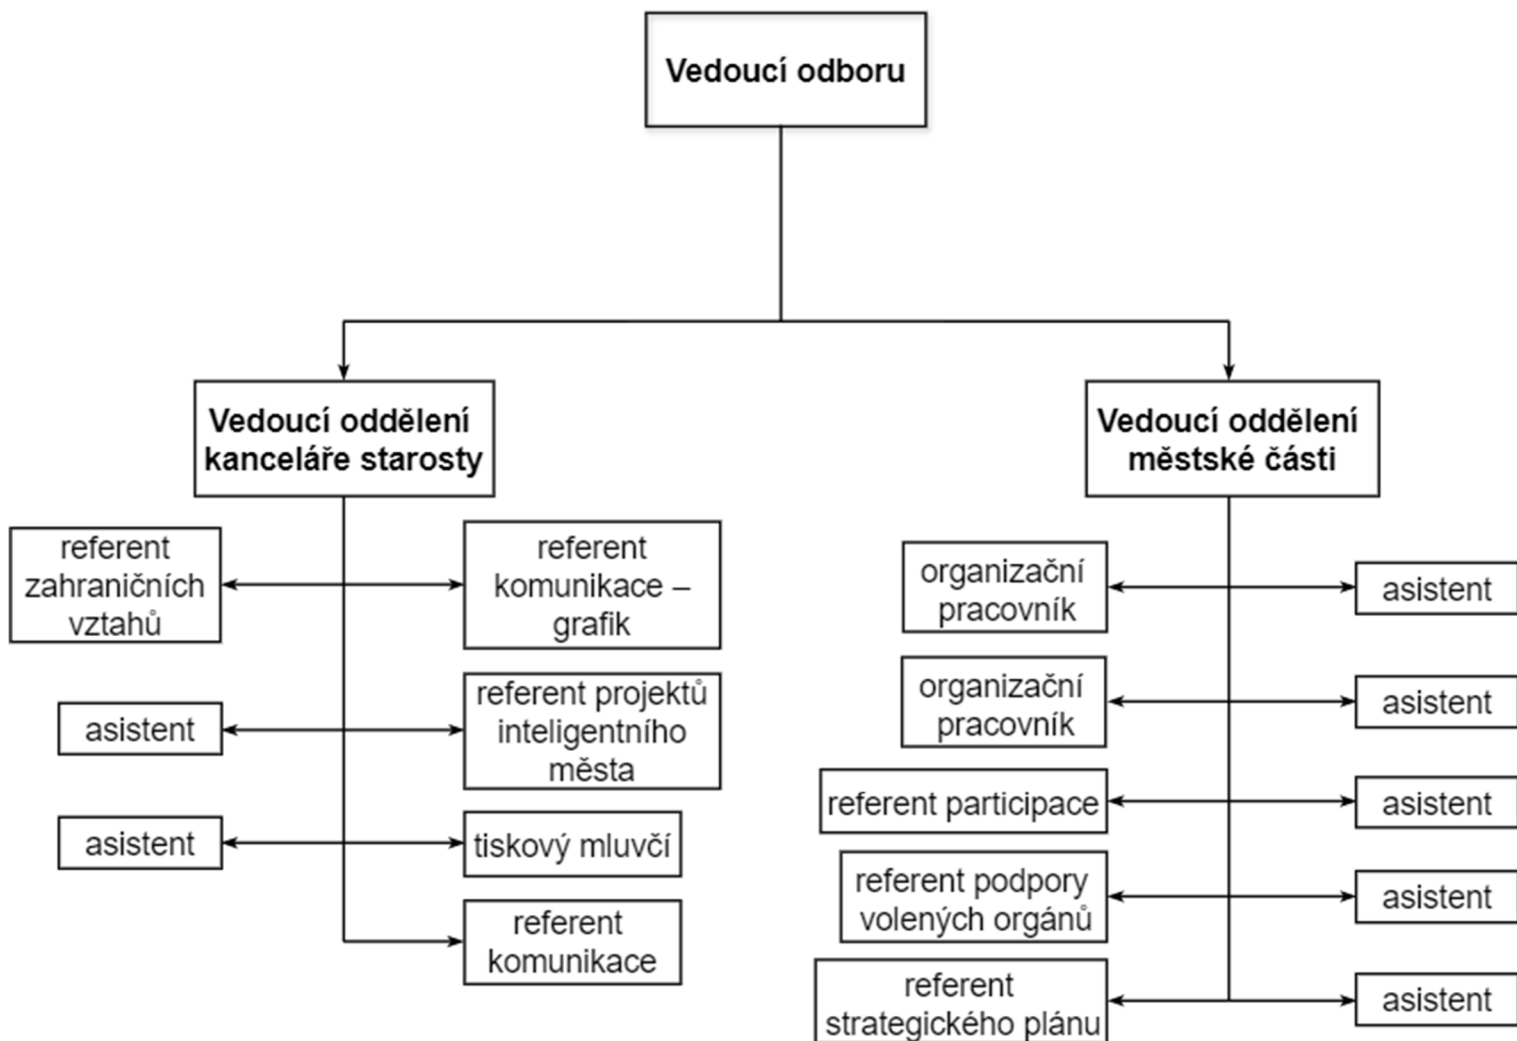 Vedoucí odboru
Vedoucí oddělení
kanceláře starosty
referent
zahraničních
vztahů
referent
komunikace –
grafik
asistent
referent projektů
inteligentního
města
asistent
tiskový mluvčí
referent
komunikace
Vedoucí oddělení
městské části
organizační
pracovník
asistent
organizační
pracovník
asistent
referent participace
asistent
referent podpory
volených orgánů
asistent
referent
strategického plánu
asistent